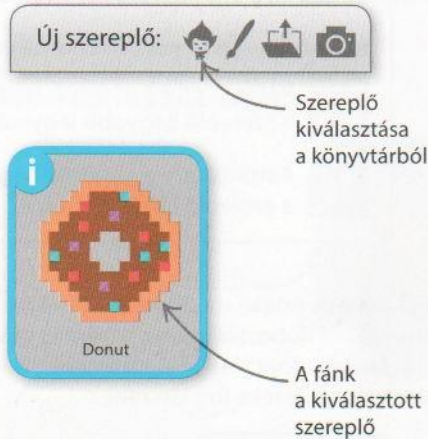 Új szereplő:
Szereplő
kiválasztása
a könyvtárból
i
Donut
A fánk
a kiválasztott
szereplő